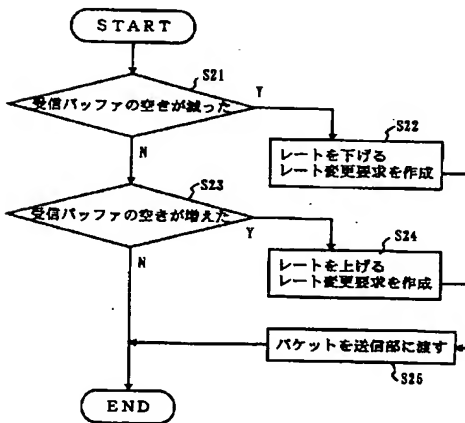 START
S21
受信バッファの空きが減った
Y
N
S22
レートを下げる
レート変更要求を作成
S23
受信バッファの空きが増えた
Y
N
S24
レートを上げる
レート変更要求を作成
パケットを送信部に渡す
S25
END